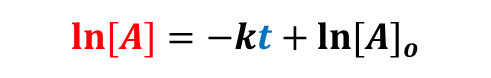 ln[A] = −kt + ln[A]ₒ